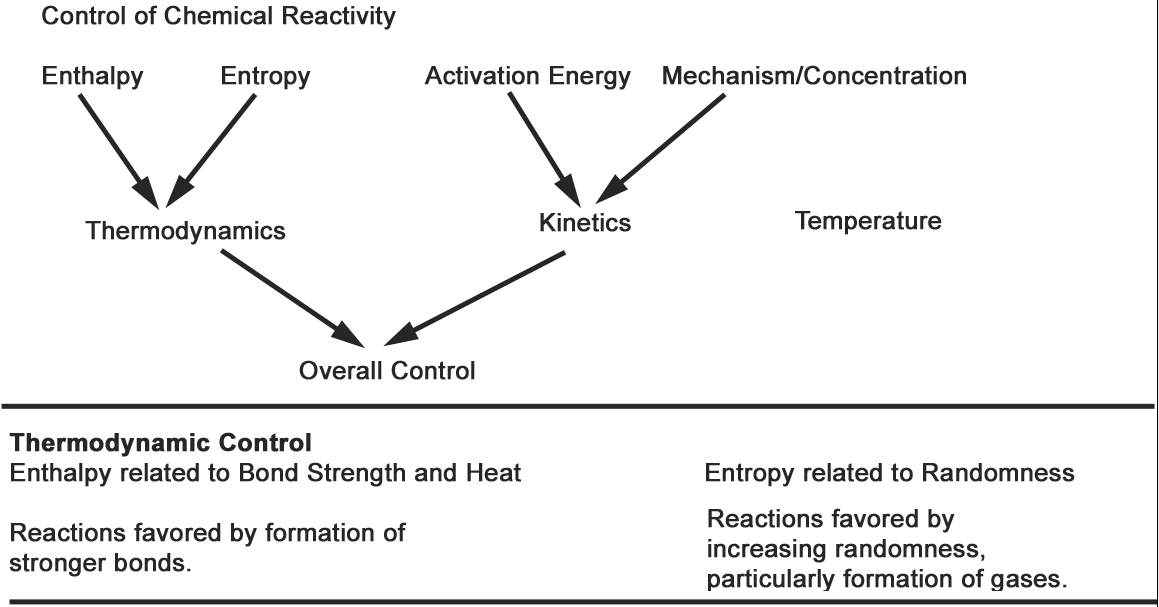 Control of Chemical Reactivity
Enthalpy Entropy Activation Energy Mechanism/Concentration
Thermodynamics Kinetics Temperature
Overall Control
Thermodynamic Control
Enthalpy related to Bond Strength and Heat
Reactions favored by formation of
stronger bonds.
Entropy related to Randomness
Reactions favored by
increasing randomness,
particularly formation of gases.